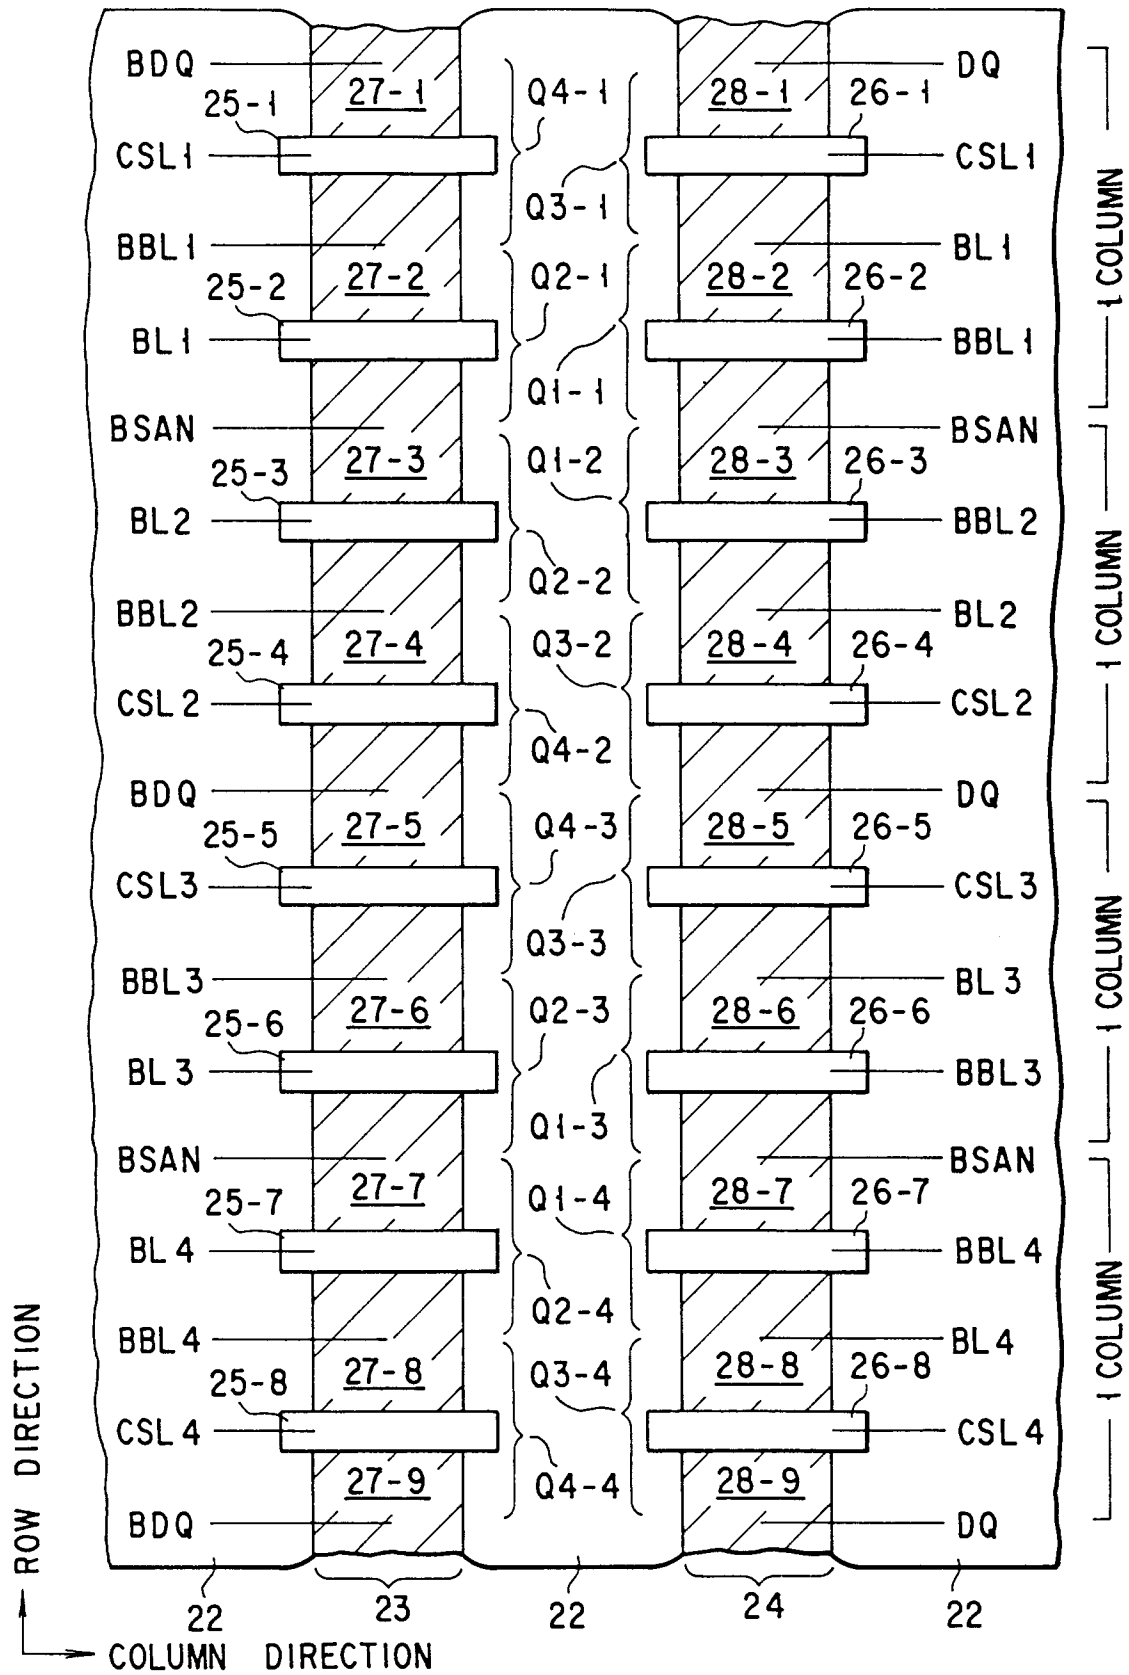 BDQ 27-1 Q4-1 28-1 DQ
25-1 26-1
CSL1 CSL1
Q3-1
BBL1 27-2 Q2-1 28-2 BL1
25-2 26-2
BL1 BBL1
Q1-1
1 COLUMN
BSAN 27-3 Q1-2 28-3 BSAN
25-3 26-3
BL2 BBL2
Q2-2
BBL2 27-4 Q3-2 28-4 BL2
25-4 26-4
CSL2 CSL2
Q4-2
1 COLUMN
BDQ 27-5 Q4-3 28-5 DQ
25-5 26-5
CSL3 CSL3
Q3-3
BBL3 27-6 Q2-3 28-6 BL3
25-6 26-6
BL3 BBL3
Q1-3
1 COLUMN
BSAN 27-7 Q1-4 28-7 BSAN
25-7 26-7
BL4 BBL4
Q2-4
BBL4 27-8 Q3-4 28-8 BL4
25-8 26-8
CSL4 CSL4
27-9 Q4-4 28-9
BDQ DQ
1 COLUMN
22 23 22 24 22
ROW DIRECTION
COLUMN DIRECTION